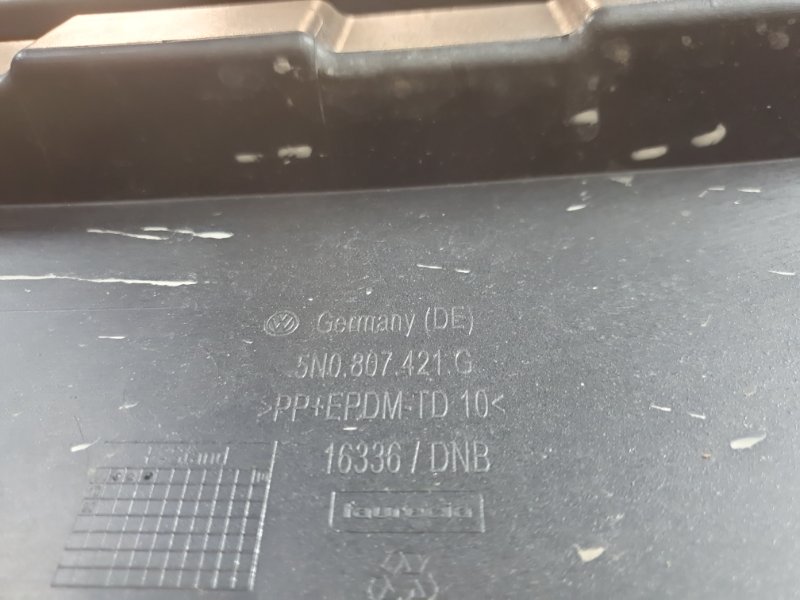 Germany (DE)
5N0.807.421.G
>PP+EPDM-TD 10<
16336 / DNB
faurecia